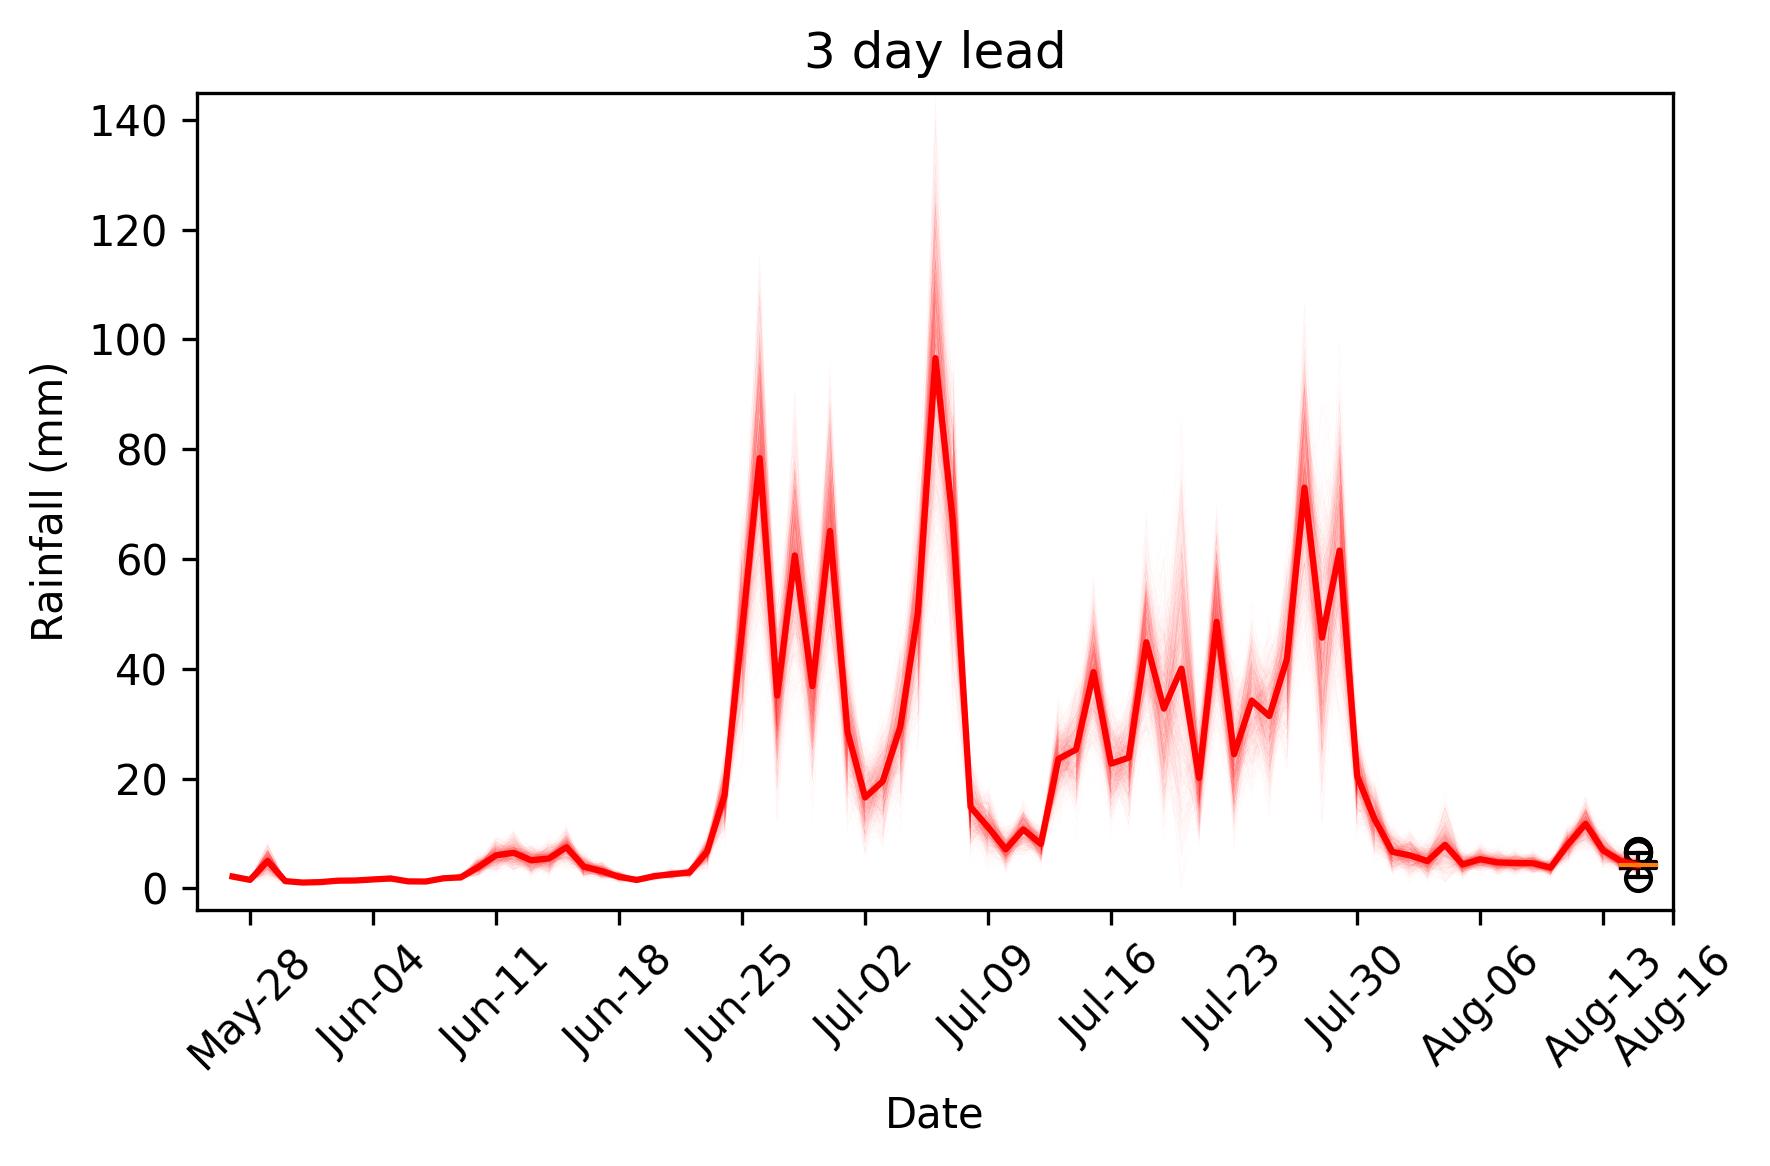 3 day lead
140
120
100
80
60
40
20
0
Rainfall (mm)
May-28
Jun-04
Jun-11
Jun-18
Jun-25
Jul-02
Jul-09
Jul-16
Jul-23
Jul-30
Aug-06
Aug-13
Aug-16
Date